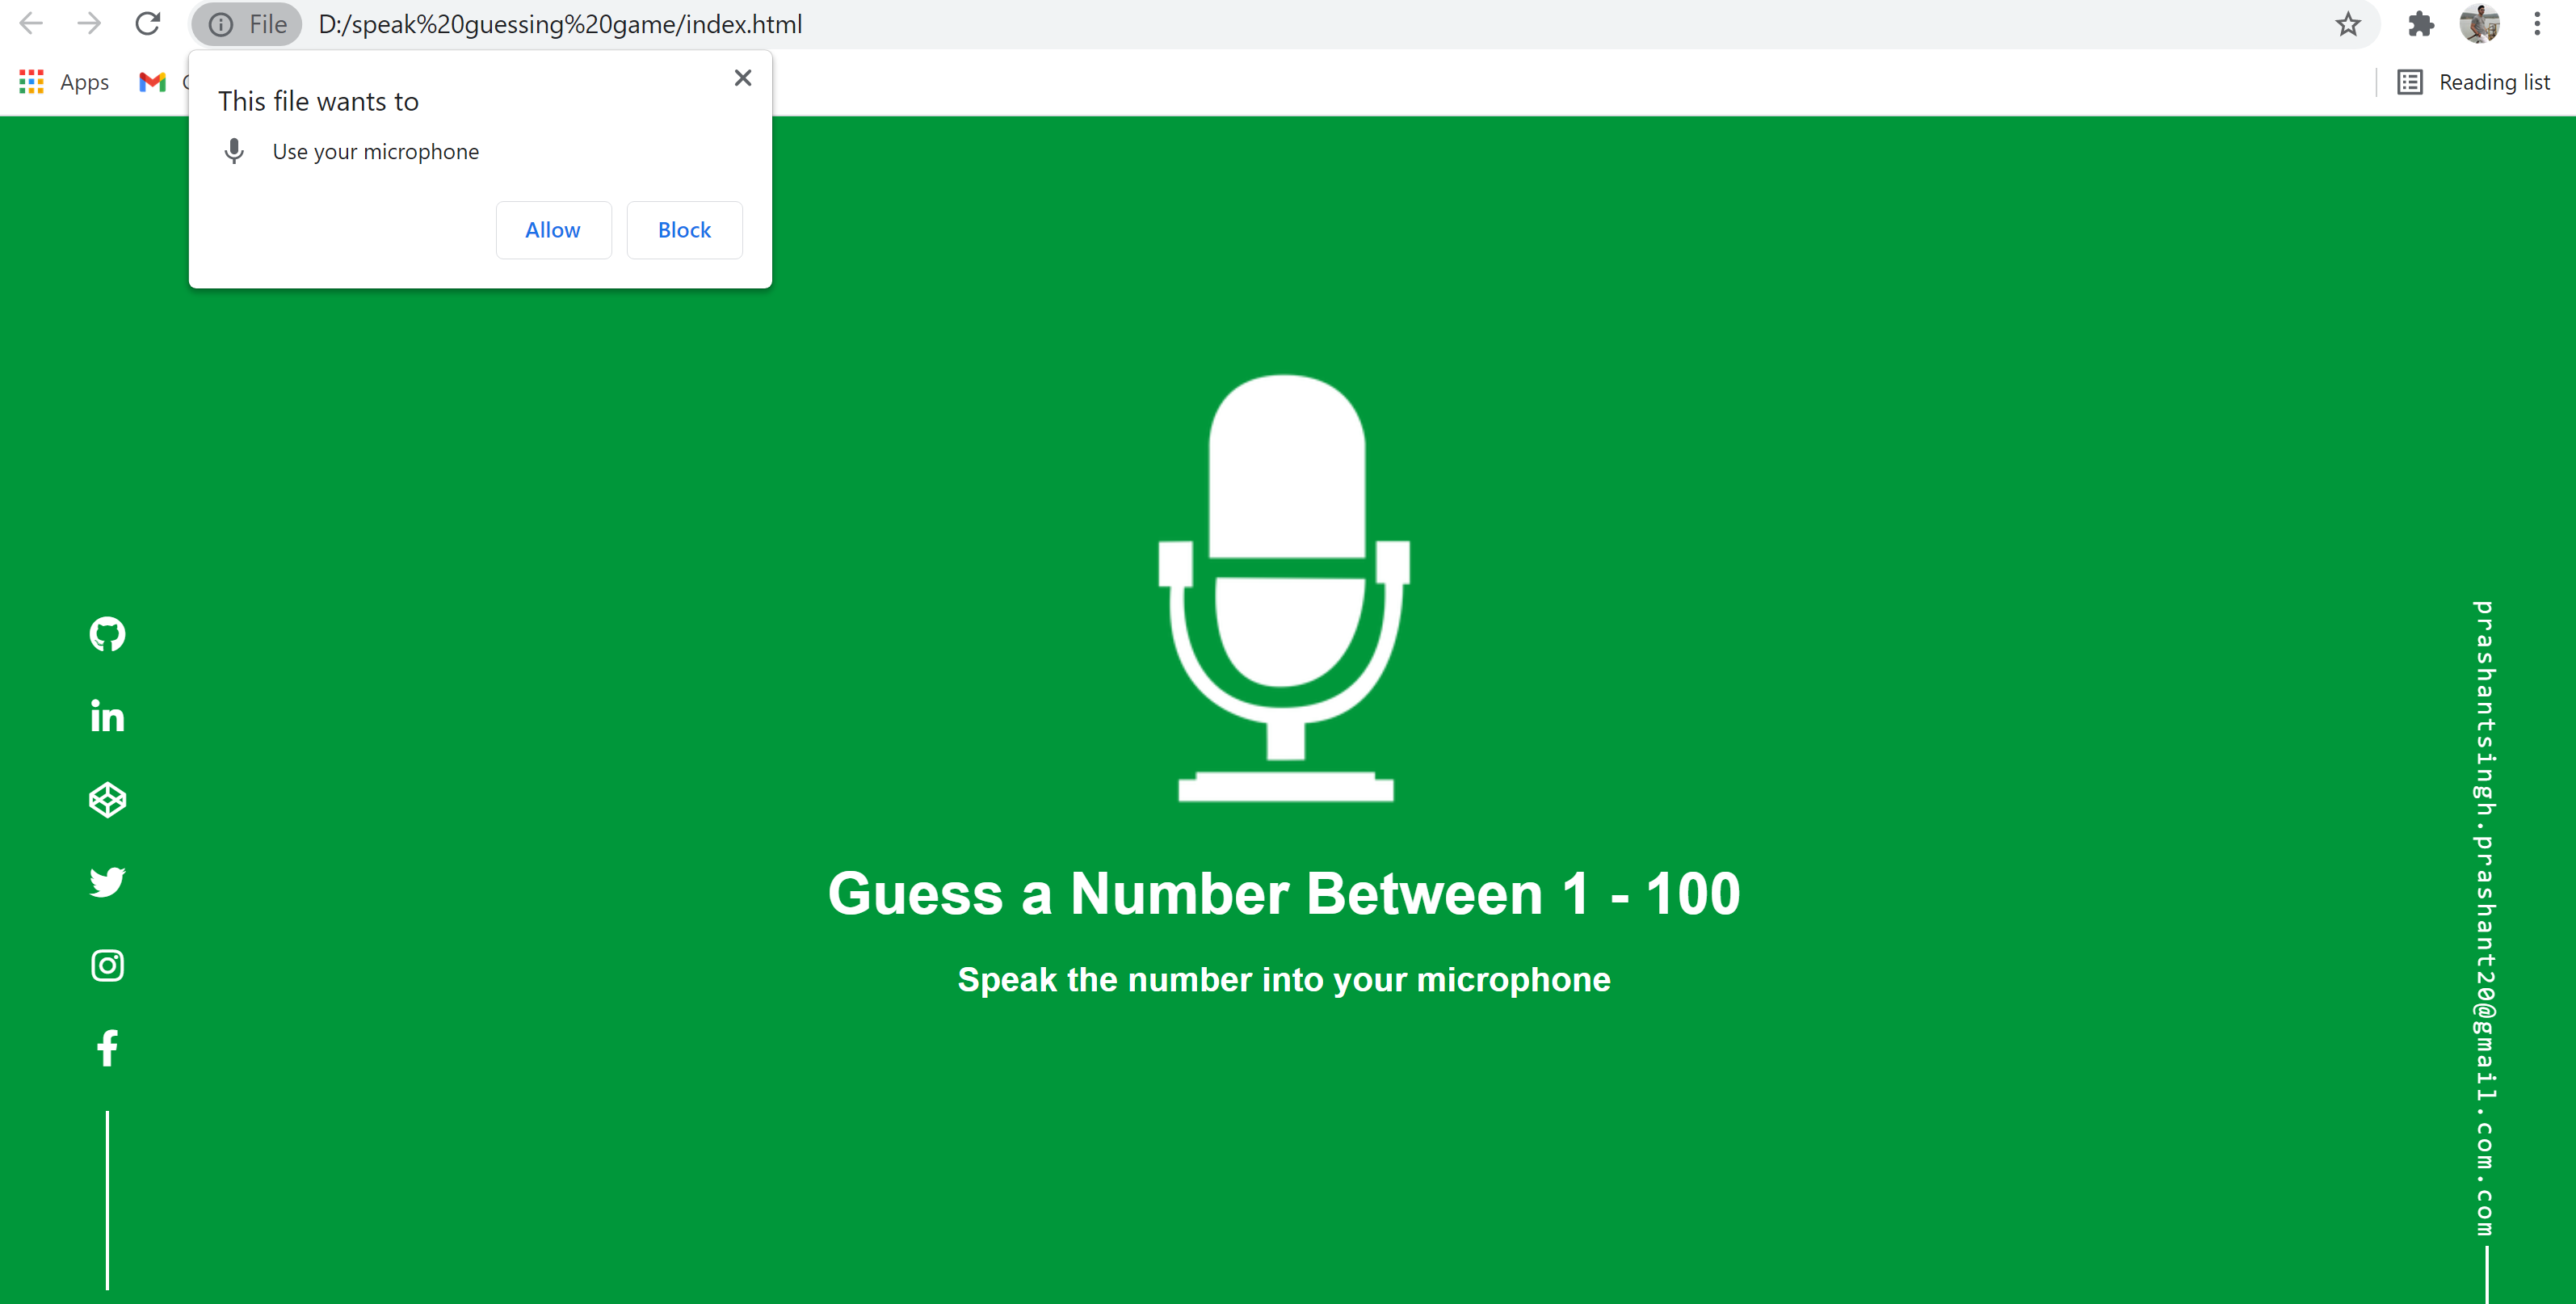 File D:/speak%20guessing%20game/index.html
Apps
Reading list
This file wants to
Use your microphone
Allow Block
Guess a Number Between 1 - 100
Speak the number into your microphone
prashantsingh.prashant20@gmail.com.com